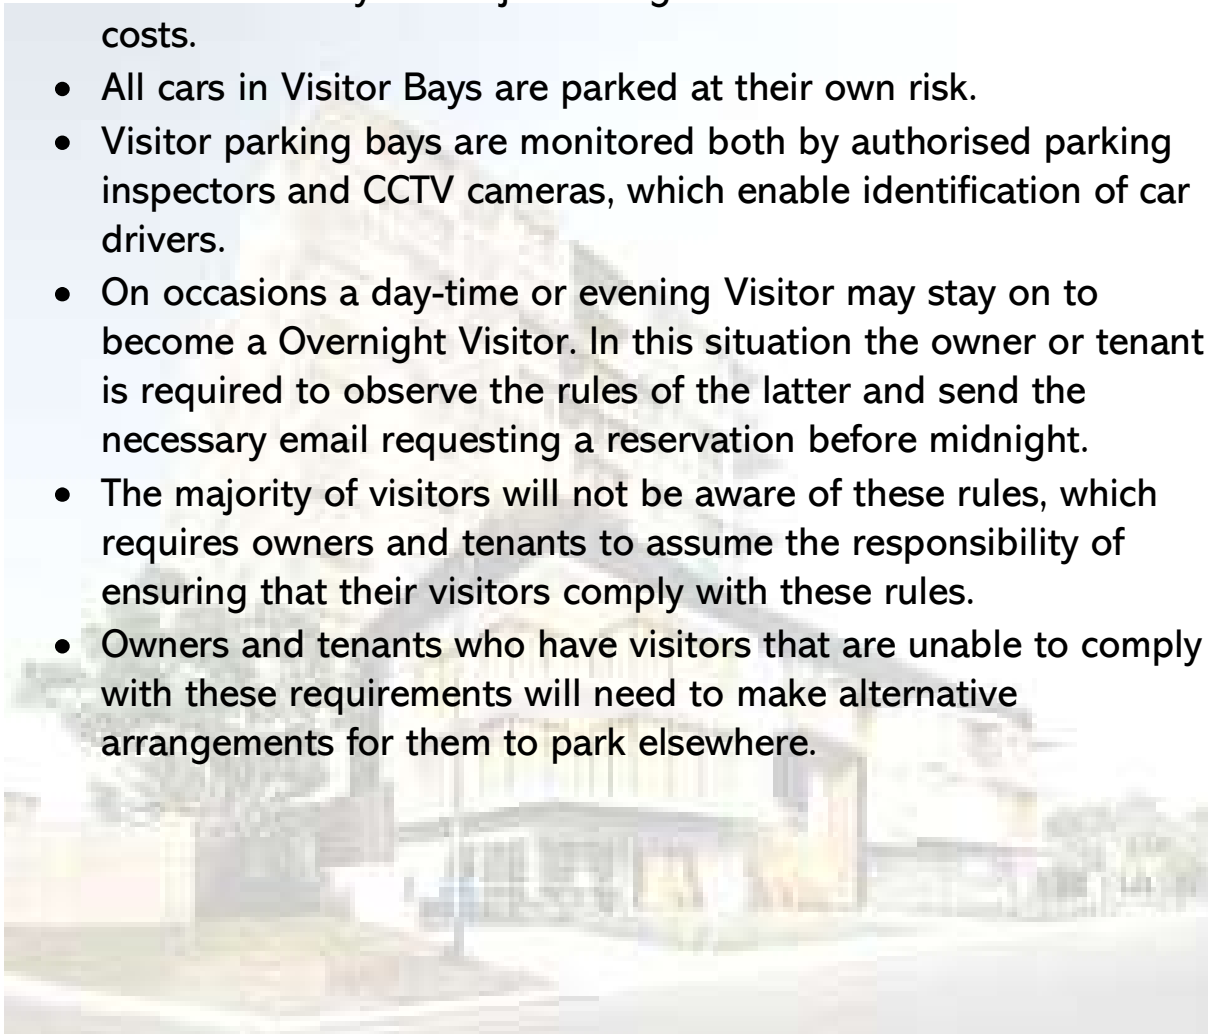 costs.
• All cars in Visitor Bays are parked at their own risk.
• Visitor parking bays are monitored both by authorised parking
inspectors and CCTV cameras, which enable identification of car
drivers.
• On occasions a day-time or evening Visitor may stay on to
become a Overnight Visitor. In this situation the owner or tenant
is required to observe the rules of the latter and send the
necessary email requesting a reservation before midnight.
• The majority of visitors will not be aware of these rules, which
requires owners and tenants to assume the responsibility of
ensuring that their visitors comply with these rules.
• Owners and tenants who have visitors that are unable to comply
with these requirements will need to make alternative
arrangements for them to park elsewhere.